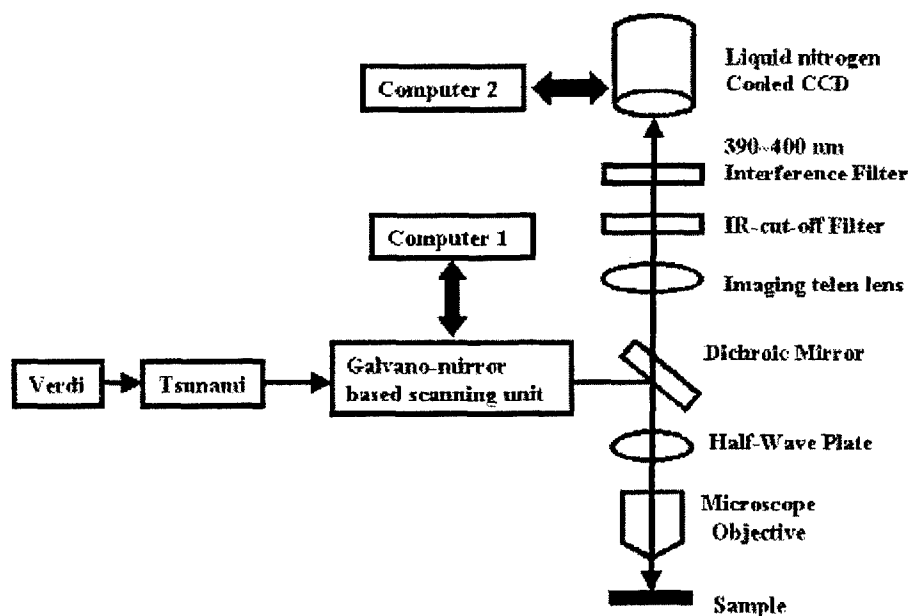 Liquid nitrogen
Cooled CCD
Computer 2
390~400 nm
Interference Filter
IR-cut-off Filter
Computer 1
Imaging telen lens
Dichroic Mirror
Verdi
Tsunami
Galvano-mirror
based scanning unit
Half-Wave Plate
Microscope
Objective
Sample